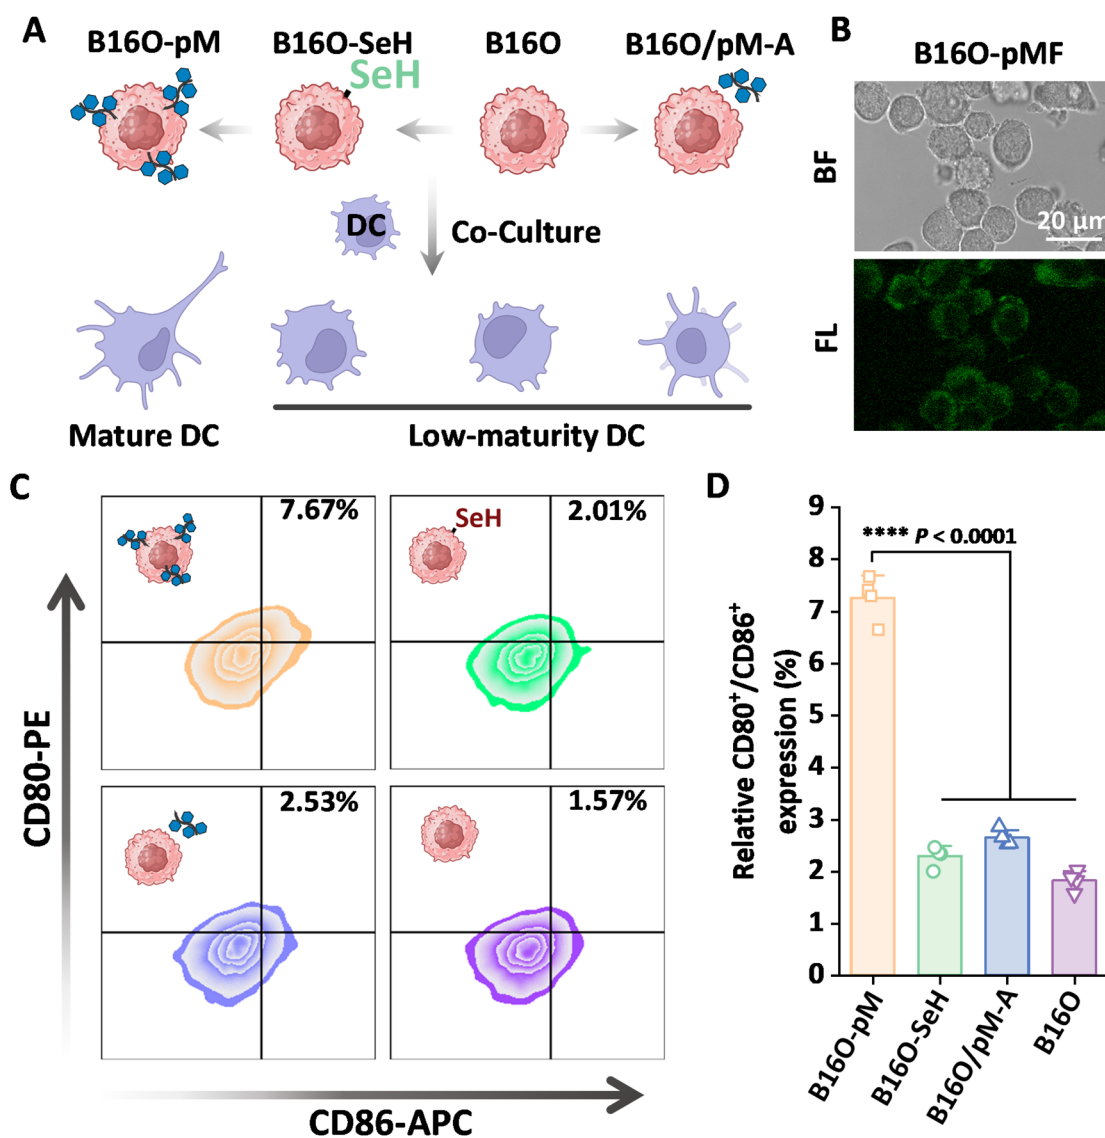 A
B16O-pM
B16O-SeH
B16O
B16O/pM-A
SeH
DC
Co-Culture
Mature DC
Low-maturity DC
B
B16O-pMF
BF
20 μm
FL
C
7.67%
SeH
2.01%
2.53%
1.57%
CD80-PE
CD86-APC
D
Relative CD80⁺/CD86⁺
expression (%)
9
8
7
6
5
4
3
2
1
0
**** P < 0.0001
B16O-pM
B16O-SeH
B16O/pM-A
B16O